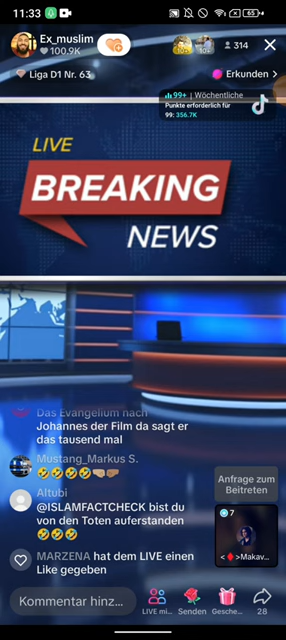 11:33
65
Ex_muslim
100.9K
314
Liga D1 Nr. 63
Erkunden
99+ | Wöchentliche
Punkte erforderlich für
99: 356.7K
LIVE
BREAKING
NEWS
Das Evangelium nach
Johannes der Film da sagt er
das tausend mal
Mustang_Markus S.
🤣🤣🤣🤣🤜🤛
Altubi
@ISLAMFACTCHECK bist du
von den Toten auferstanden
🤣🤣🤣
MARZENA hat dem LIVE einen
Like gegeben
Anfrage zum
Beitreten
7
Makav...
Kommentar hinz...
LIVE mi...
Senden
Gesche...
28